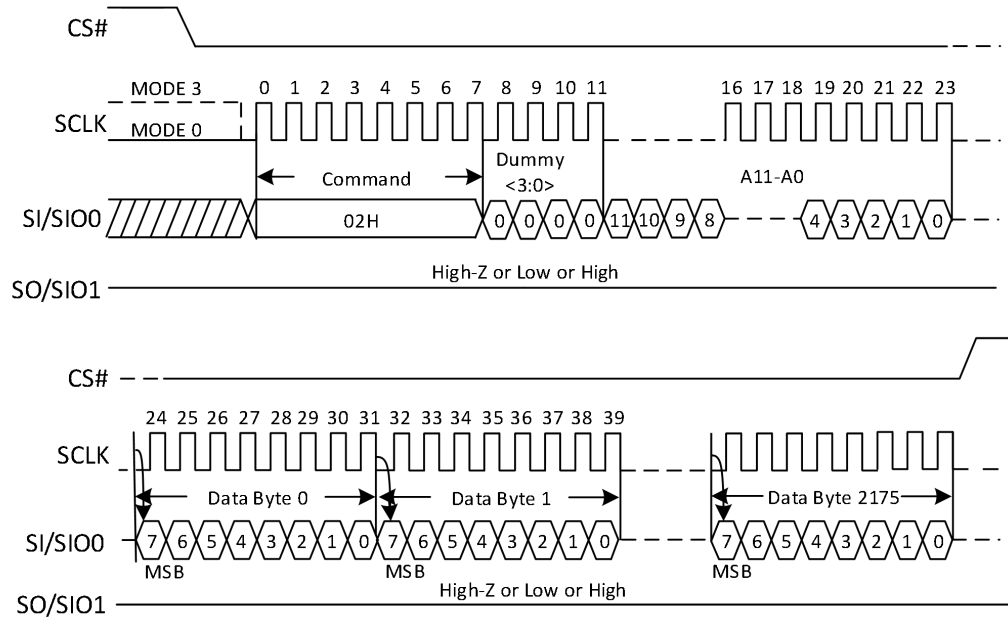 CS#
MODE 3
0 1 2 3 4 5 6 7 8 9 10 11 16 17 18 19 20 21 22 23
SCLK
MODE 0
Command
Dummy
<3:0>
A11-A0
SI/SIO0
02H
0 0 0 0 11 10 9 8 4 3 2 1 0
High-Z or Low or High
SO/SIO1
CS#
24 25 26 27 28 29 30 31 32 33 34 35 36 37 38 39
SCLK
Data Byte 0 Data Byte 1 Data Byte 2175
SI/SIO0
7 6 5 4 3 2 1 0 7 6 5 4 3 2 1 0 7 6 5 4 3 2 1 0
MSB MSB MSB
High-Z or Low or High
SO/SIO1